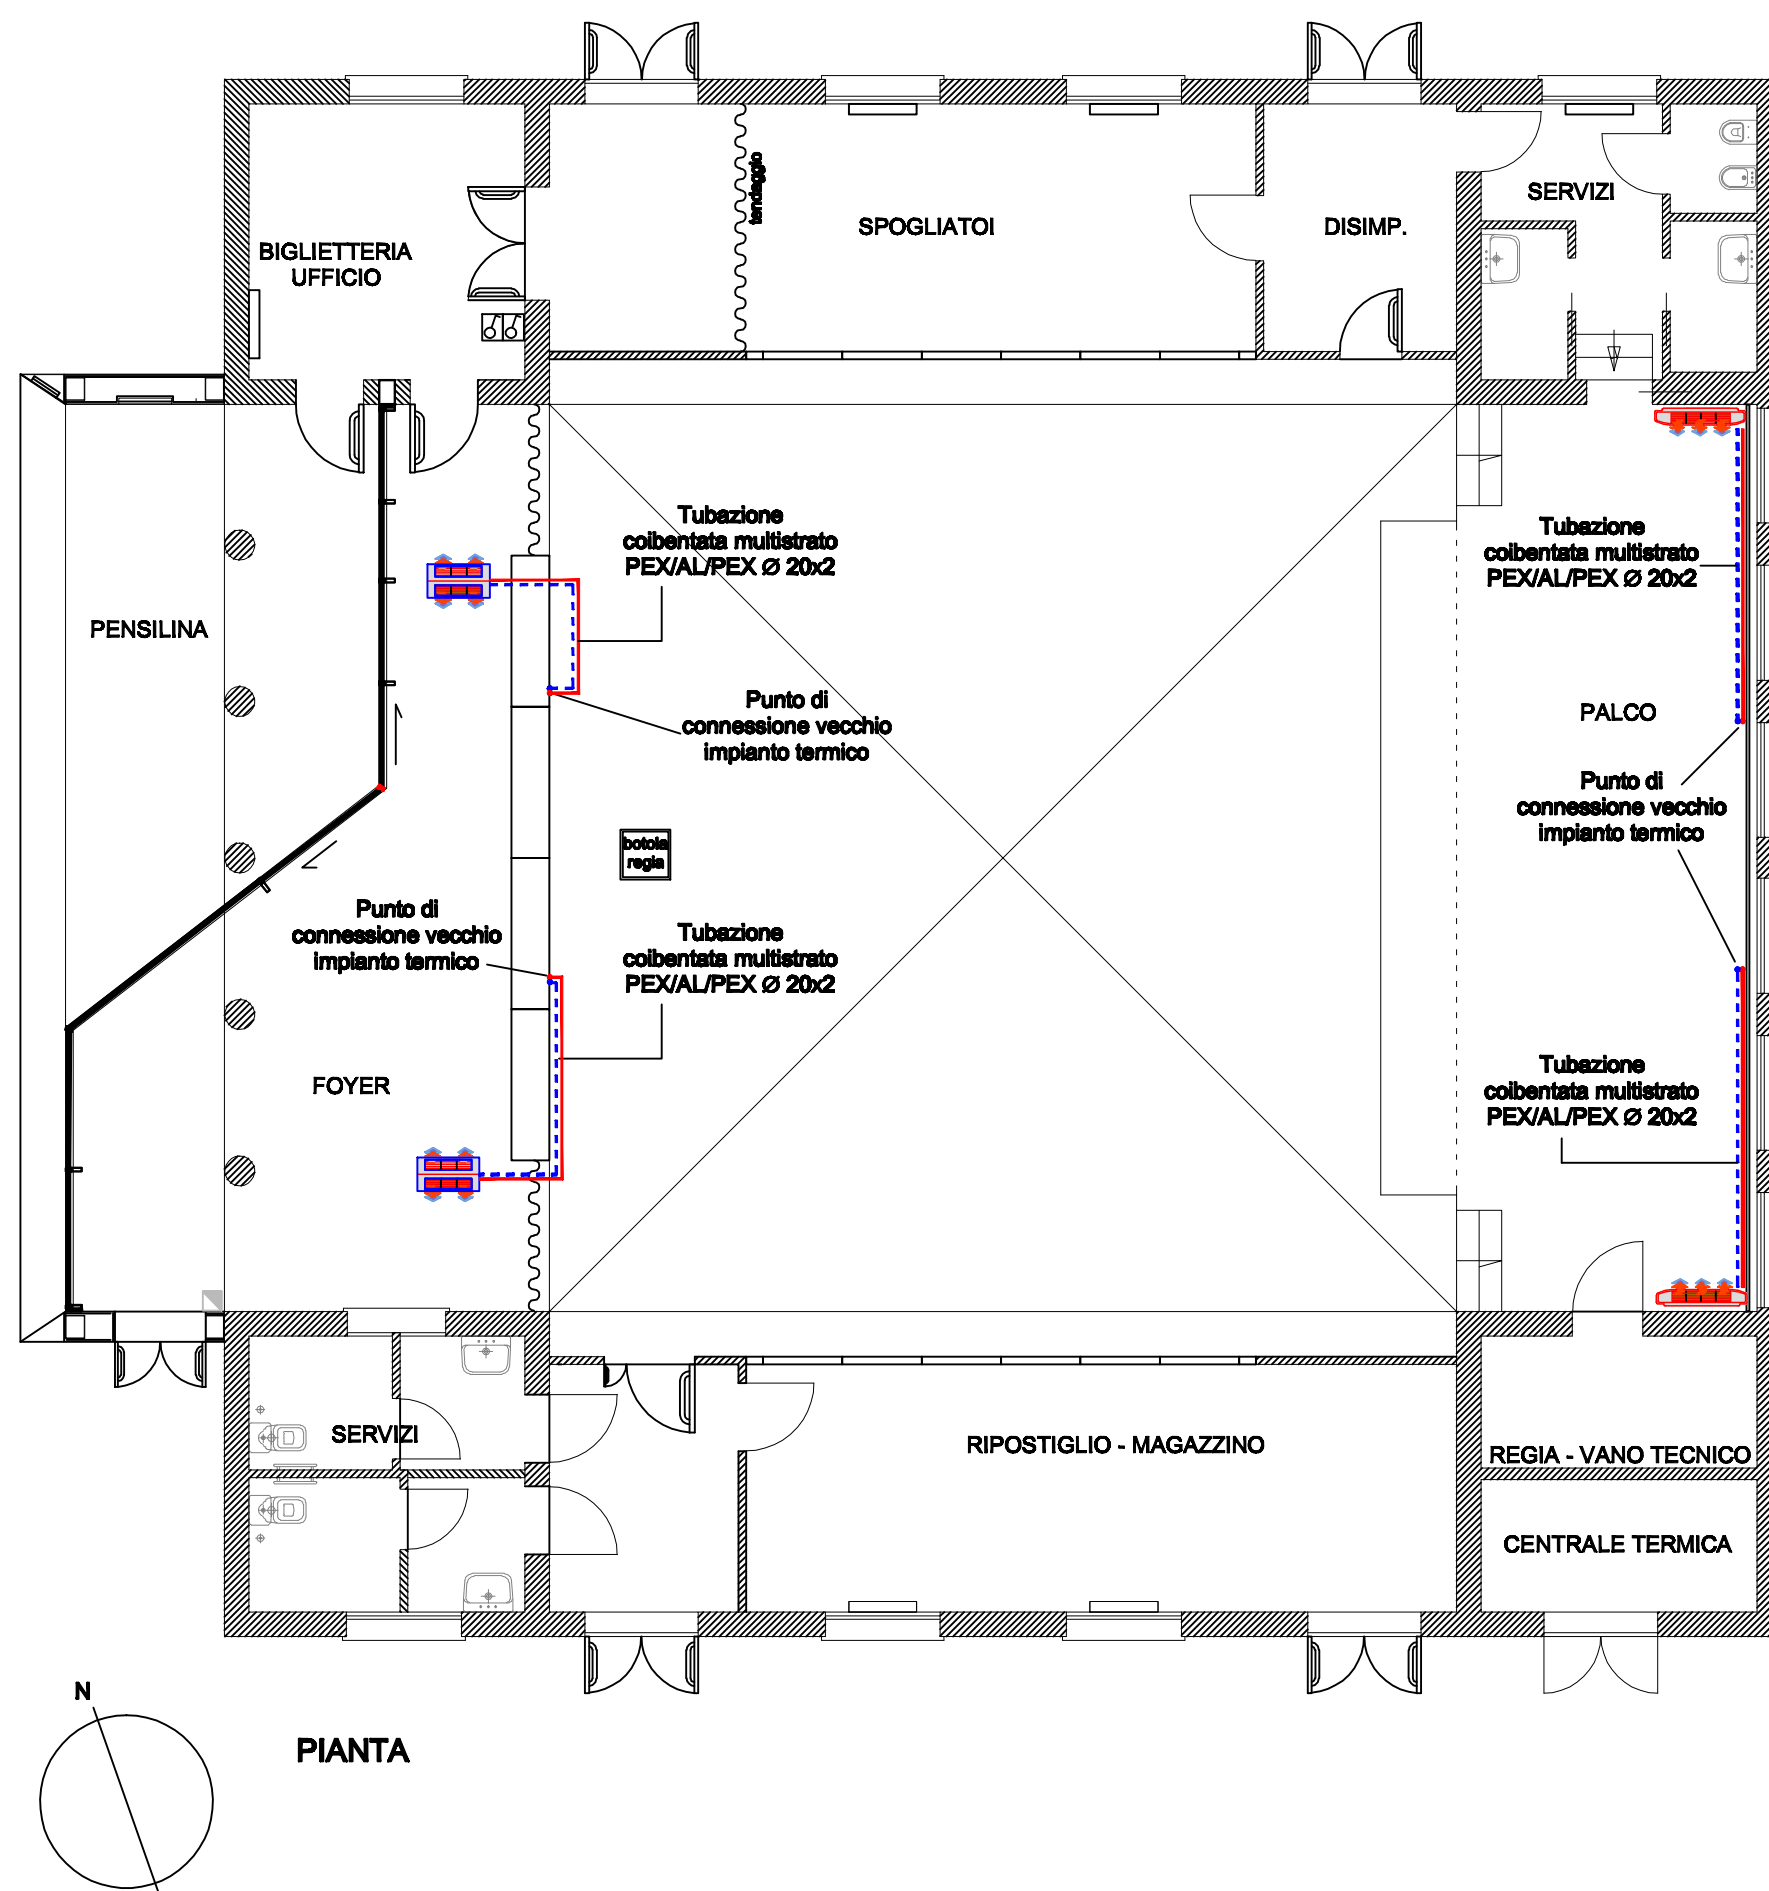 tendaggio
SERVIZI
SPOGLIATOI
DISIMP.
BIGLIETTERIA
UFFICIO
Tubazione
coibentata multistrato
PEX/AL/PEX Ø 20x2
Tubazione
coibentata multistrato
PEX/AL/PEX Ø 20x2
PENSILINA
Punto di
connessione vecchio
impianto termico
PALCO
Punto di
connessione vecchio
impianto termico
botola
regia
Punto di
connessione vecchio
impianto termico
Tubazione
coibentata multistrato
PEX/AL/PEX Ø 20x2
FOYER
Tubazione
coibentata multistrato
PEX/AL/PEX Ø 20x2
SERVIZI
RIPOSTIGLIO - MAGAZZINO
REGIA - VANO TECNICO
CENTRALE TERMICA
N
PIANTA